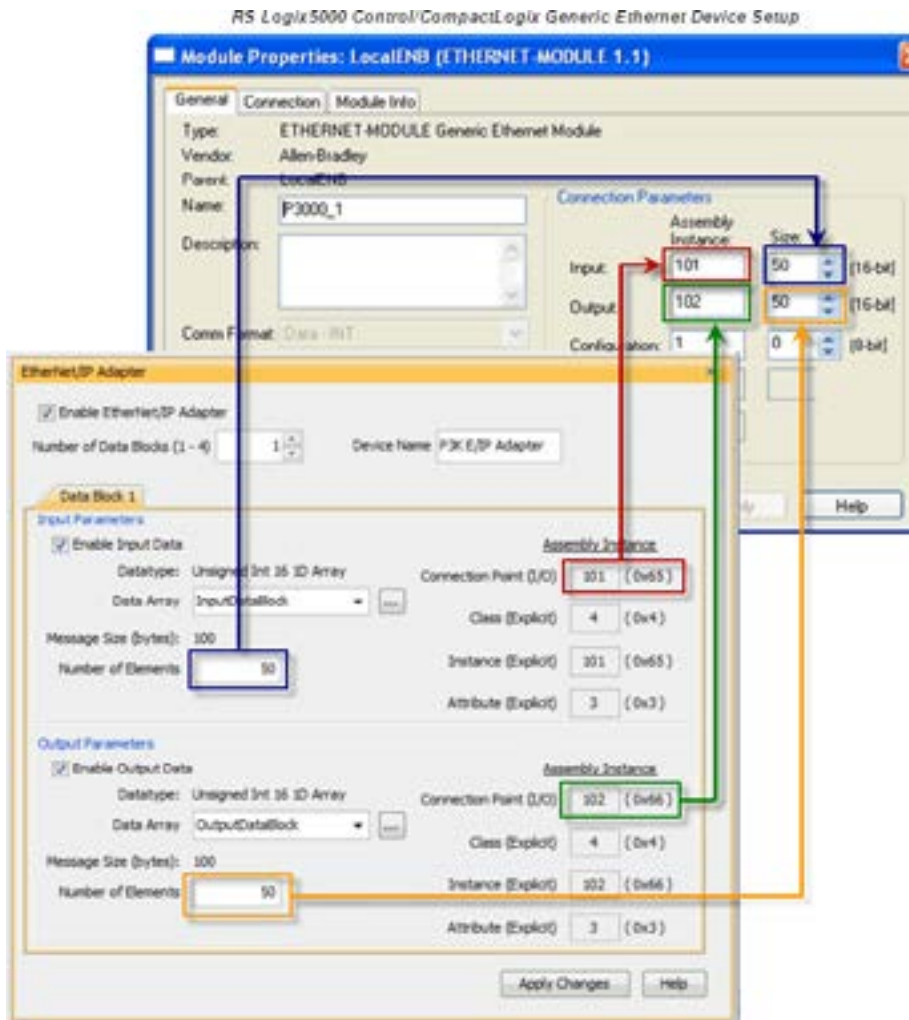 RS Logix5000 Control/CompactLogix Generic Ethernet Device Setup
Module Properties: LocalENB (ETHERNET-MODULE 1.1)
General Connection Module Info
Type: ETHERNET-MODULE Generic Ethernet Module
Vendor: Allen-Bradley
Parent: LocalENB
Name: P3000_1
Description:
Comm Format: Data - INT
Connection Parameters
Assembly
Instance: Size:
Input: 101 50 (16-bit)
Output: 102 50 (16-bit)
Configuration: 1 0 (8-bit)
Help
EtherNet/IP Adapter
Enable EtherNet/IP Adapter
Number of Data Blocks (1 - 4) 1 Device Name P3K E/IP Adapter
Data Block 1
Input Parameters
Enable Input Data Assembly Instance
Datatype: Unsigned Int 16 1D Array Connection Point (I/O) 101 (0x65)
Data Array InputDataBlock ... Class (Explicit) 4 (0x4)
Message Size (bytes): 100
Number of Elements 50 Instance (Explicit) 101 (0x65)
Attribute (Explicit) 3 (0x3)
Output Parameters
Enable Output Data Assembly Instance
Datatype: Unsigned Int 16 1D Array Connection Point (I/O) 102 (0x66)
Data Array OutputDataBlock ... Class (Explicit) 4 (0x4)
Message Size (bytes): 100
Number of Elements 50 Instance (Explicit) 102 (0x66)
Attribute (Explicit) 3 (0x3)
Apply Changes Help